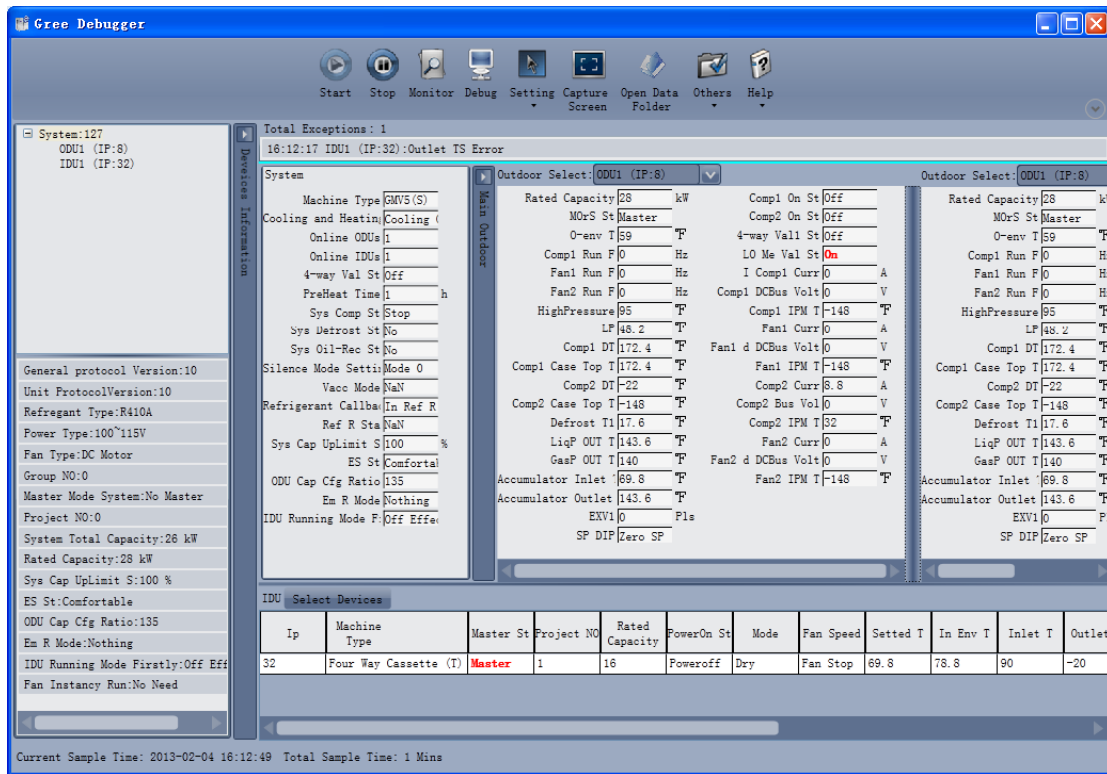 Gree Debugger
Start Stop Monitor Debug Setting Capture Screen Open Data Folder Others Help
System:127
ODU1 (IP:8)
IDU1 (IP:32)
Deveices Information
Total Exceptions: 1
16:12:17 IDU1 (IP:32):Outlet TS Error
System
Machine Type GMV5(S)
Cooling and Heatin Cooling
Online ODUs 1
Online IDUs 1
4-way Val St Off
PreHeat Time 1 h
Sys Comp St Stop
Sys Defrost St No
Sys Oil-Rec St No
Silence Mode Setti Mode 0
Vacc Mode NaN
Refrigerant Callba In Ref R
Ref R Sta NaN
Sys Cap UpLimit S 100 %
ES St Comforta
ODU Cap Cfg Ratio 135
Em R Mode Nothing
IDU Running Mode F: Off Effe
Main Outdoor
Outdoor Select: ODU1 (IP:8)
Rated Capacity 28 kW
MOrS St Master
O-env T 59 ℉
Comp1 Run F 0 Hz
Fan1 Run F 0 Hz
Fan2 Run F 0 Hz
HighPressure 95 ℉
LP 48.2 ℉
Comp1 DT 172.4 ℉
Comp1 Case Top T 172.4 ℉
Comp2 DT -22 ℉
Comp2 Case Top T -148 ℉
Defrost T1 17.6 ℉
LiqP OUT T 143.6 ℉
GasP OUT T 140 ℉
Accumulator Inlet 69.8 ℉
Accumulator Outlet 143.6 ℉
EXV1 0 Pls
SP DIP Zero SP
Comp1 On St Off
Comp2 On St Off
4-way Val1 St Off
LO Me Val St On
I Comp1 Curr 0 A
Comp1 DCBus Volt 0 V
Comp1 IPM T -148 ℉
Fan1 Curr 0 A
Fan1 d DCBus Volt 0 V
Fan1 IPM T -148 ℉
Comp2 Curr 8.8 A
Comp2 Bus Vol 0 V
Comp2 IPM T 32 ℉
Fan2 Curr 0 A
Fan2 d DCBus Volt 0 V
Fan2 IPM T -148 ℉
Outdoor Select: ODU1 (IP:8)
Rated Capacity 28
MOrS St Master
O-env T 59 ℉
Comp1 Run F 0
Fan1 Run F 0
Fan2 Run F 0
HighPressure 95 ℉
LP 48.2 ℉
Comp1 DT 172.4 ℉
Comp1 Case Top T 172.4 ℉
Comp2 DT -22 ℉
Comp2 Case Top T -148 ℉
Defrost T1 17.6 ℉
LiqP OUT T 143.6 ℉
GasP OUT T 140 ℉
Accumulator Inlet 69.8 ℉
Accumulator Outlet 143.6 ℉
EXV1 0
SP DIP Zero SP
General protocol Version:10
Unit ProtocolVersion:10
Refregant Type:R410A
Power Type:100~115V
Fan Type:DC Motor
Group NO:0
Master Mode System:No Master
Project NO:0
System Total Capacity:26 kW
Rated Capacity:28 kW
Sys Cap UpLimit S:100 %
ES St:Comfortable
ODU Cap Cfg Ratio:135
Em R Mode:Nothing
IDU Running Mode Firstly:Off Eff
Fan Instancy Run:No Need
IDU Select Devices
Ip Machine Type Master St Project NO Rated Capacity PowerOn St Mode Fan Speed Setted T In Env T Inlet T Outlet
32 Four Way Cassette (T) Master 1 16 Poweroff Dry Fan Stop 69.8 78.8 90 -20
Current Sample Time: 2013-02-04 16:12:49 Total Sample Time: 1 Mins